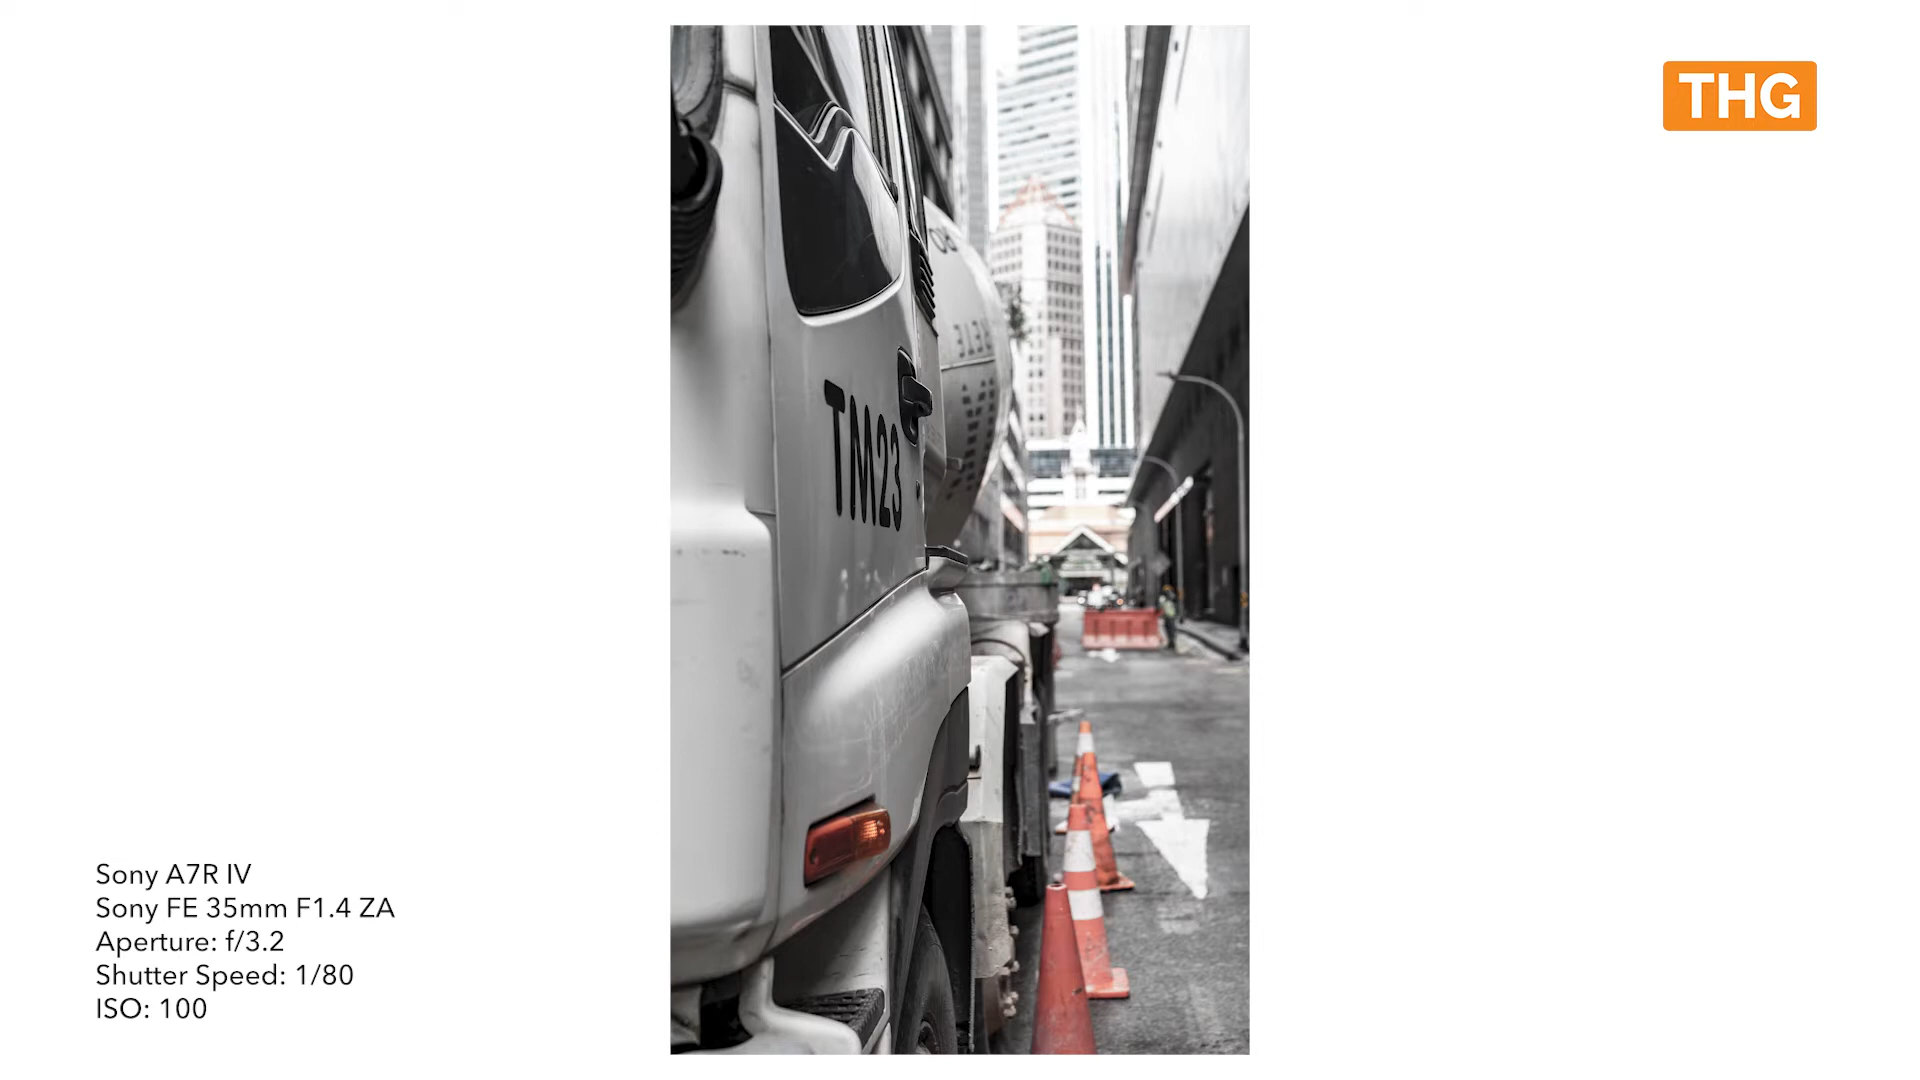 THG
TM23
RETE
Sony A7R IV
Sony FE 35mm F1.4 ZA
Aperture: f/3.2
Shutter Speed: 1/80
ISO: 100